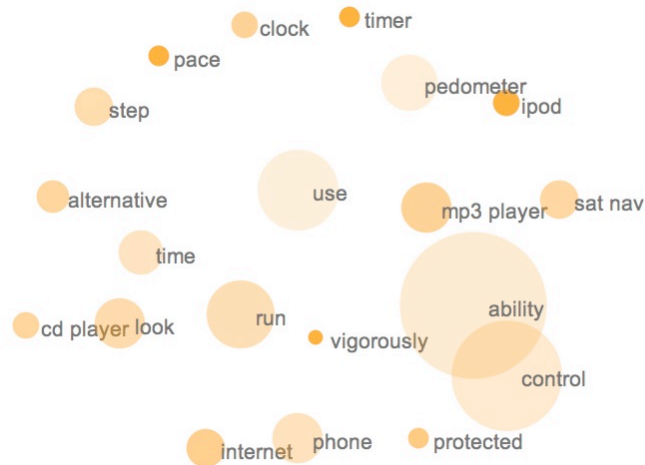 clock
timer
pace
pedometer
ipod
step
use
alternative
mp3 player
sat nav
time
ability
run
cd player
look
vigorously
control
internet
phone
protected